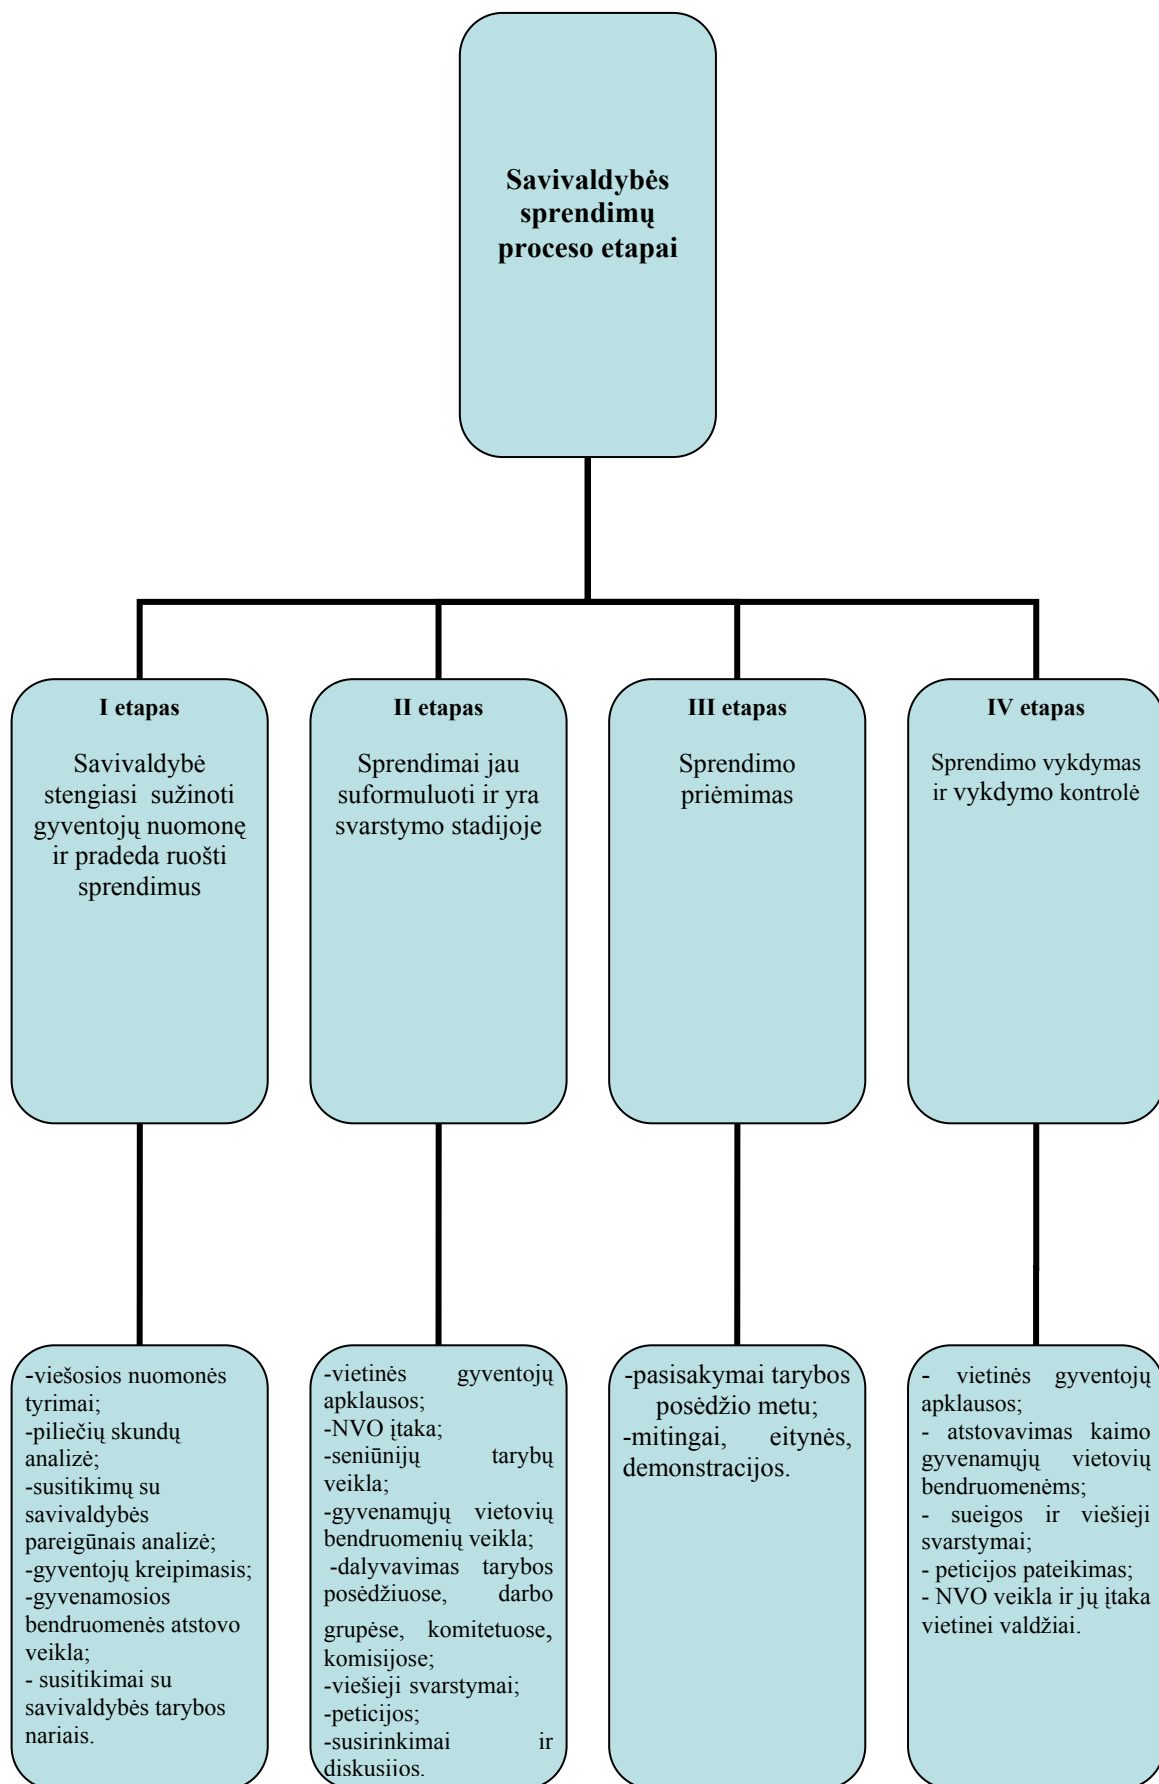 Savivaldybės
sprendimų
proceso etapai
I etapas
Savivaldybė
stengiasi sužinoti
gyventojų nuomonę
ir pradeda ruošti
sprendimus
II etapas
Sprendimai jau
suformuluoti ir yra
svarstymo stadijoje
III etapas
Sprendimo
priėmimas
IV etapas
Sprendimo vykdymas
ir vykdymo kontrolė
-viešosios nuomonės
tyrimai;
-piliečių skundų
analizė;
-susitikimų su
savivaldybės
pareigūnais analizė;
-gyventojų kreipimasis;
-gyvenamosios
bendruomenės atstovo
veikla;
- susitikimai su
savivaldybės tarybos
nariais.
-vietinės gyventojų
apklausos;
-NVO įtaka;
-seniūnijų tarybų
veikla;
-gyvenamųjų vietovių
bendruomenių veikla;
-dalyvavimas tarybos
posėdžiuose, darbo
grupėse, komitetuose,
komisijose;
-viešieji svarstymai;
-peticijos;
-susirinkimai ir
diskusijos.
-pasisakymai tarybos
posėdžio metu;
-mitingai, eitynės,
demonstracijos.
- vietinės gyventojų
apklausos;
- atstovavimas kaimo
gyvenamųjų vietovių
bendruomenėms;
- sueigos ir viešieji
svarstymai;
- peticijos pateikimas;
- NVO veikla ir jų įtaka
vietinei valdžiai.